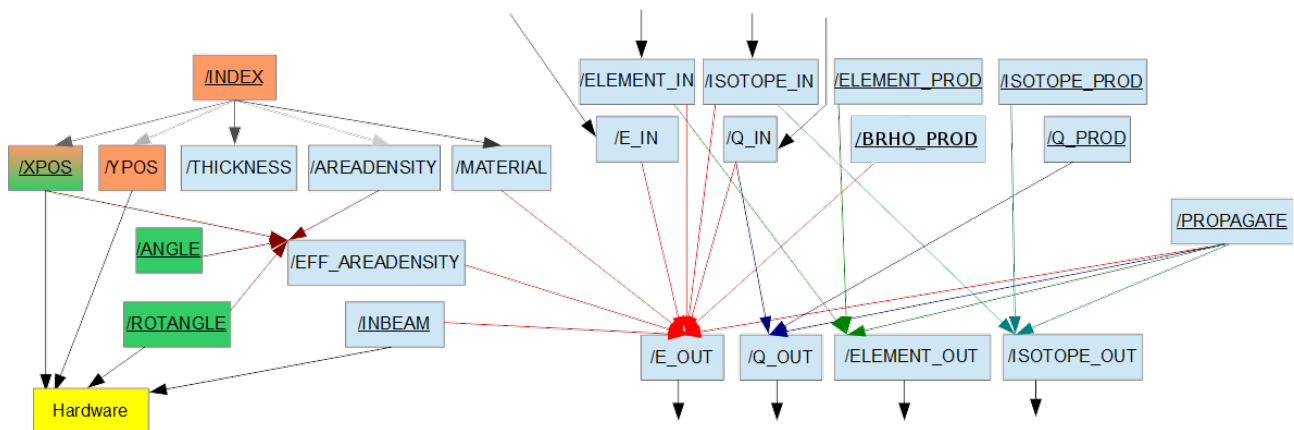 /INDEX
/ELEMENT_IN
/ISOTOPE_IN
/ELEMENT_PROD
/ISOTOPE_PROD
/XPOS
/YPOS
/THICKNESS
/AREADENSITY
/MATERIAL
/E_IN
/Q_IN
/BRHO_PROD
/Q_PROD
/PROPAGATE
/ANGLE
/EFF_AREADENSITY
/ROTANGLE
/INBEAM
/E_OUT
/Q_OUT
/ELEMENT_OUT
/ISOTOPE_OUT
Hardware